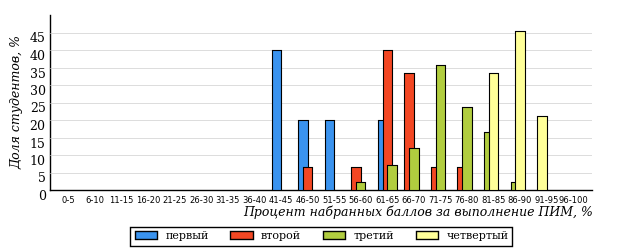 Доля студентов, %
45
40
35
30
25
20
15
10
5
0
0-5 6-10 11-15 16-20 21-25 26-30 31-35 36-40 41-45 46-50 51-55 56-60 61-65 66-70 71-75 76-80 81-85 86-90 91-95 96-100
Процент набранных баллов за выполнение ПИМ, %
первый второй третий четвертый